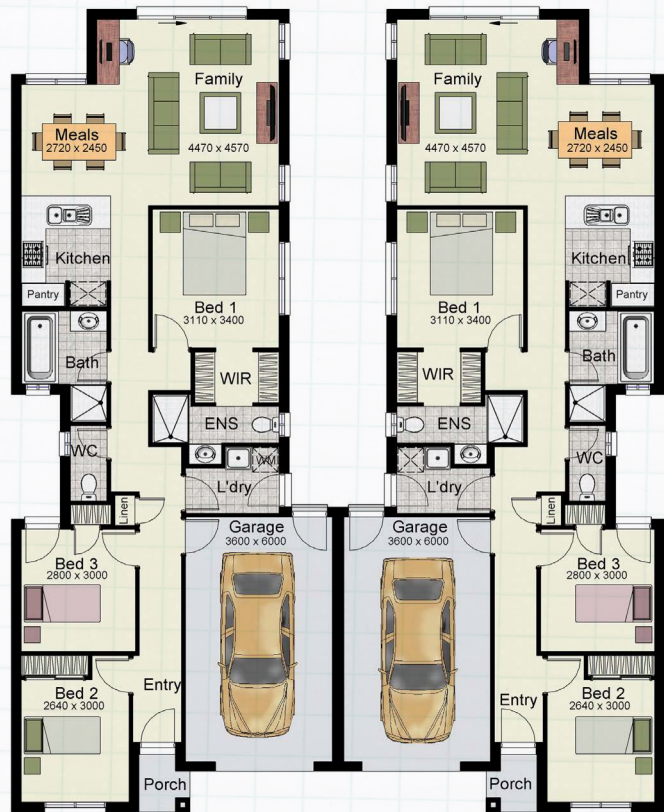 Family
4470 x 4570
Meals
2720 x 2450
Kitchen
Pantry
Bed 1
3110 x 3400
Bath
WIR
ENS
WC
WM
L'dry
Linen
Garage
3600 x 6000
Bed 3
2800 x 3000
Bed 2
2640 x 3000
Entry
Porch
Family
4470 x 4570
Meals
2720 x 2450
Kitchen
Pantry
Bed 1
3110 x 3400
Bath
WIR
ENS
WC
L'dry
Linen
Garage
3600 x 6000
Bed 3
2800 x 3000
Bed 2
2640 x 3000
Entry
Porch